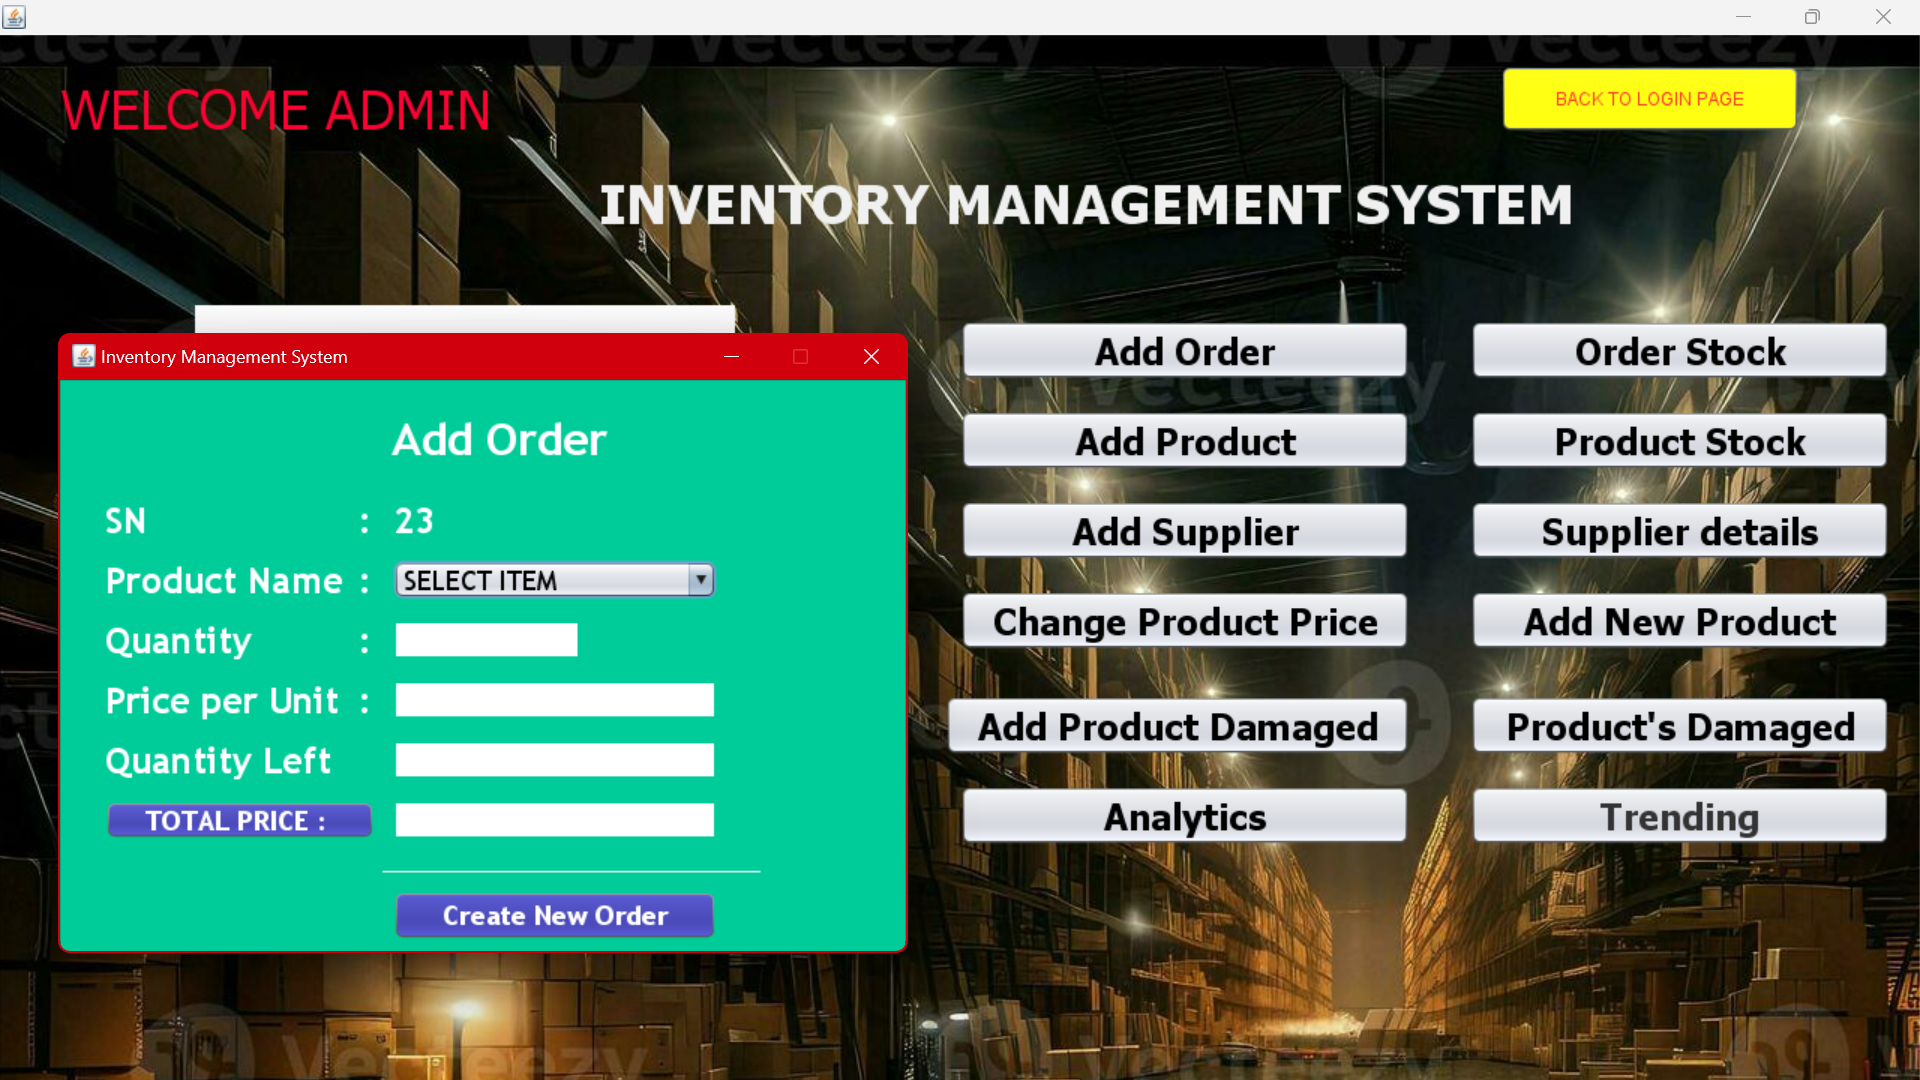 WELCOME ADMIN
BACK TO LOGIN PAGE
INVENTORY MANAGEMENT SYSTEM
Inventory Management System
Add Order
SN : 23
Product Name : SELECT ITEM
Quantity :
Price per Unit :
Quantity Left
TOTAL PRICE :
Create New Order
Add Order
Order Stock
Add Product
Product Stock
Add Supplier
Supplier details
Change Product Price
Add New Product
Add Product Damaged
Product's Damaged
Analytics
Trending
vecteezy
vecteezy
vecteezy
vecteezy